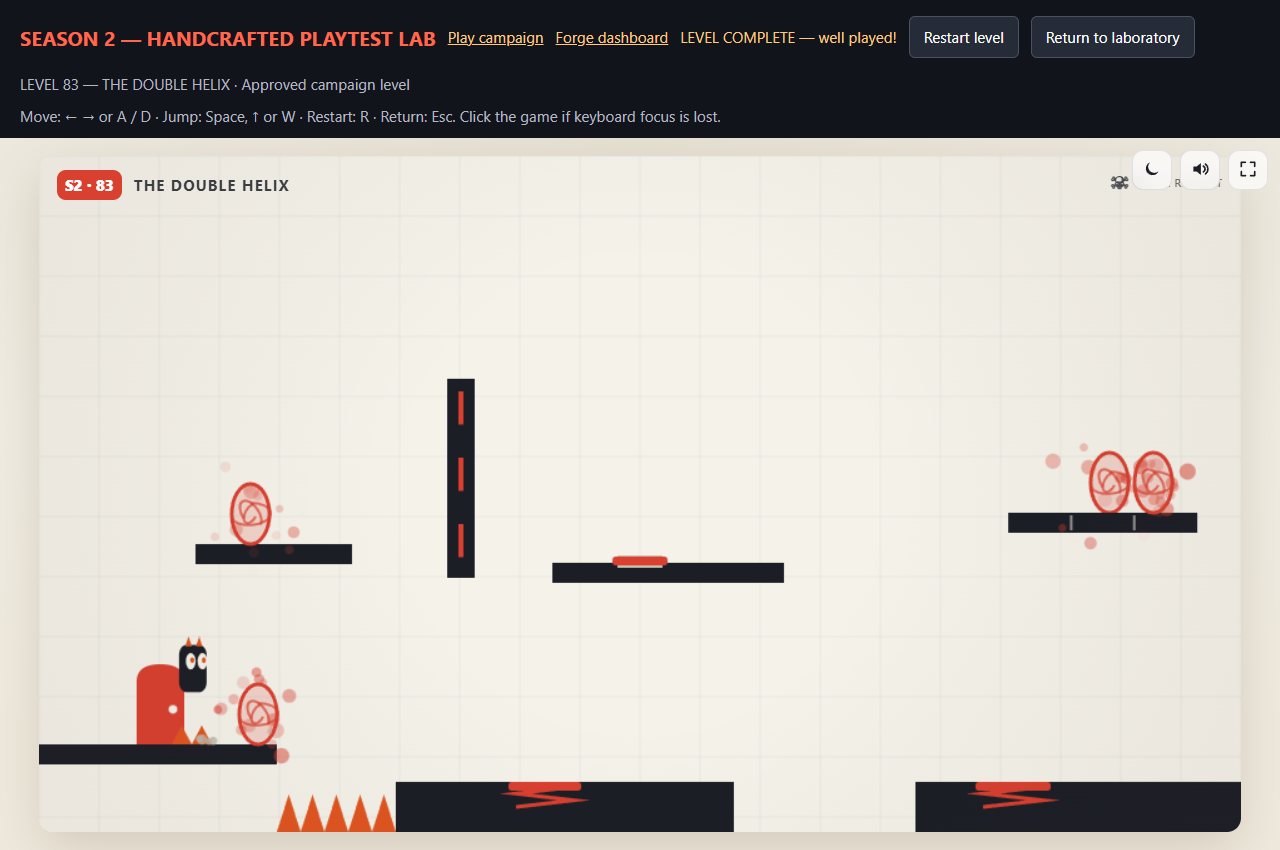 SEASON 2 — HANDCRAFTED PLAYTEST LAB Play campaign Forge dashboard LEVEL COMPLETE — well played! Restart level Return to laboratory
LEVEL 83 — THE DOUBLE HELIX · Approved campaign level
Move: ← → or A / D · Jump: Space, ↑ or W · Restart: R · Return: Esc. Click the game if keyboard focus is lost.
S2 · 83 THE DOUBLE HELIX